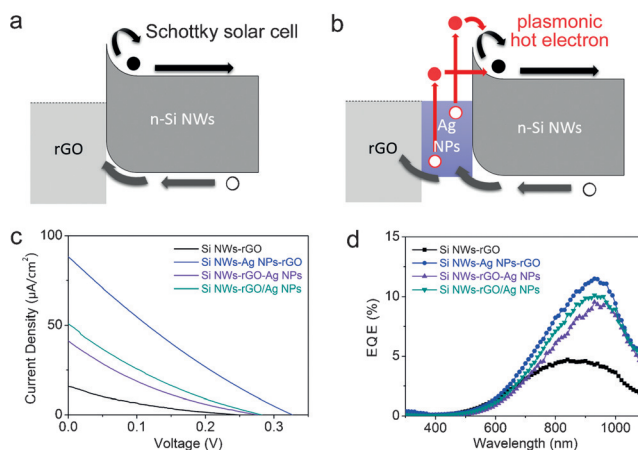 a
Schottky solar cell
n-Si NWs
rGO
b
plasmonic
hot electron
Ag
NPs
n-Si NWs
rGO
c
Si NWs-rGO
Si NWs-Ag NPs-rGO
Si NWs-rGO-Ag NPs
Si NWs-rGO/Ag NPs
Current Density (µA/cm²)
100
50
0
0.0 0.1 0.2 0.3
Voltage (V)
d
Si NWs-rGO
Si NWs-Ag NPs-rGO
Si NWs-rGO-Ag NPs
Si NWs-rGO/Ag NPs
EQE (%)
15
10
5
0
400 600 800 1000
Wavelength (nm)